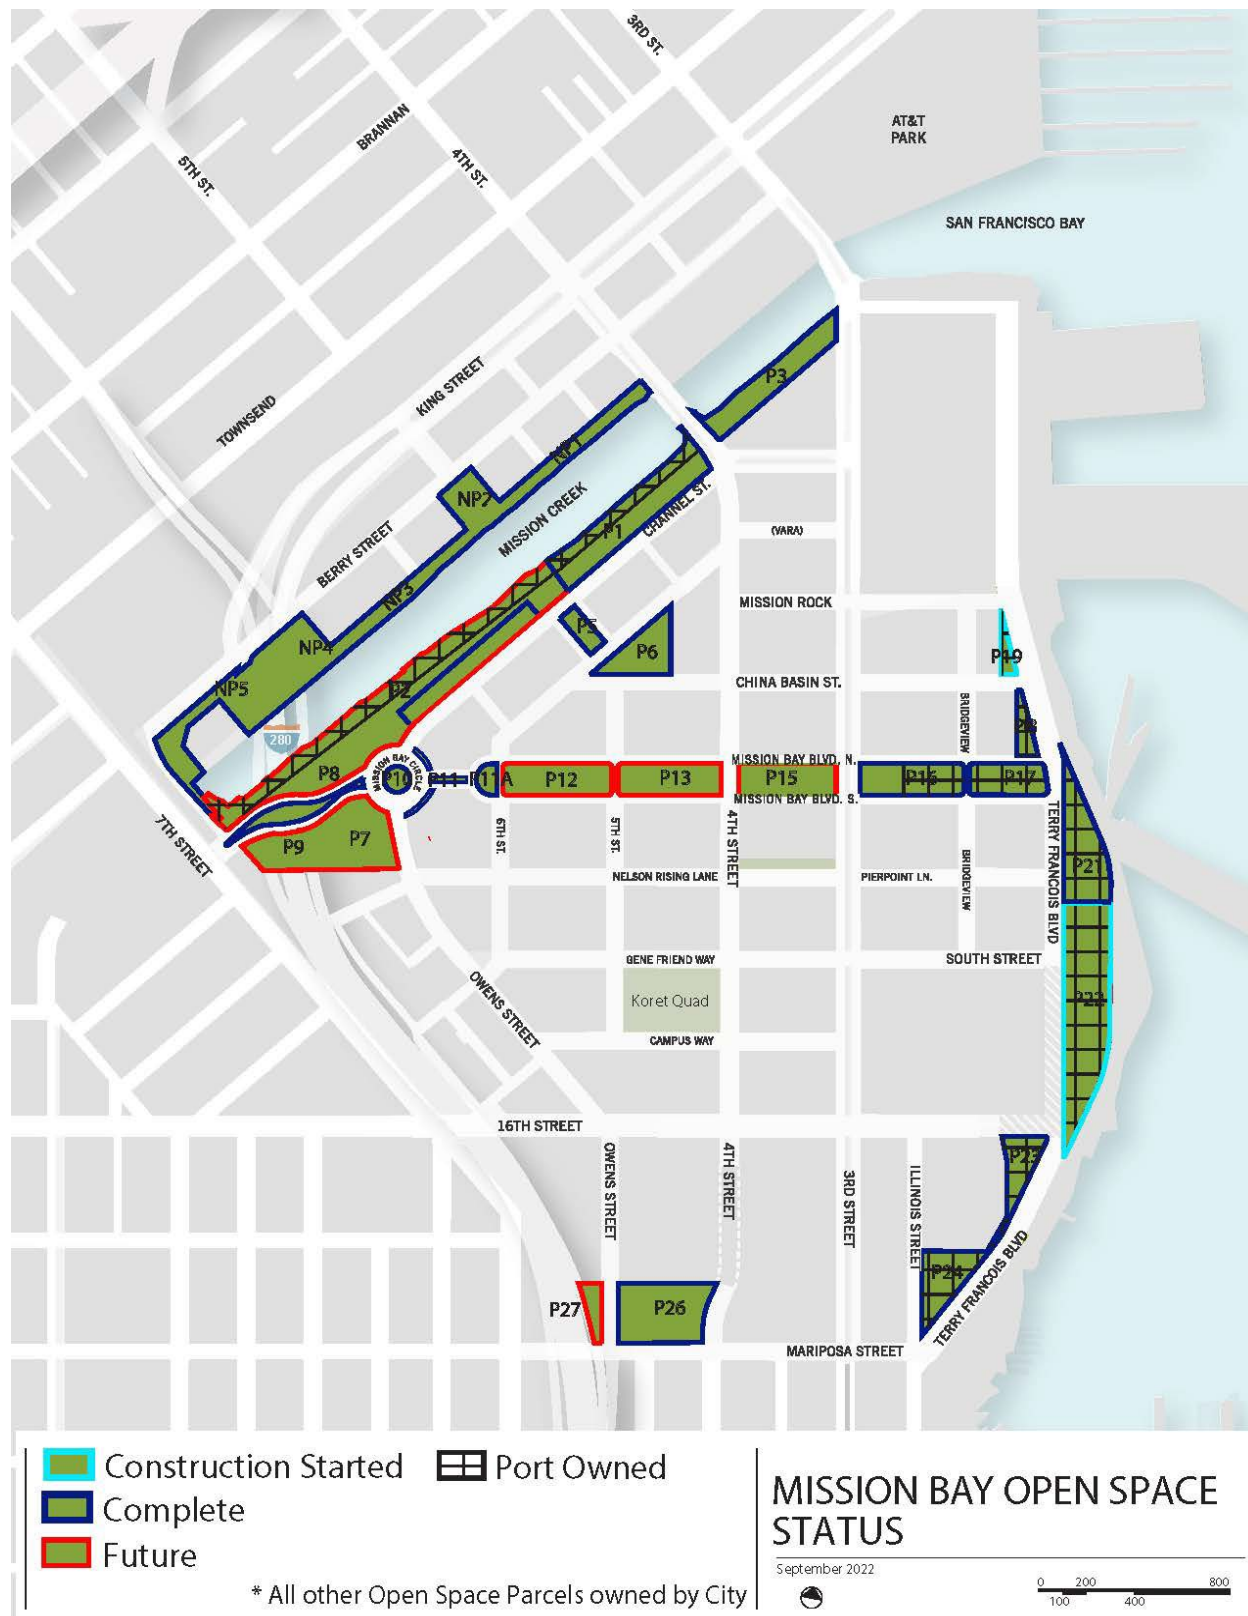 3RD ST.
BRANNAN
AT&T
PARK
4TH ST.
5TH ST.
SAN FRANCISCO BAY
P3
KING STREET
TOWNSEND
NP1
NP2
MISSION CREEK
CHANNEL ST.
P1
(VARA)
BERRY STREET
NP3
MISSION ROCK
P5
P6
P19
NP4
NP5
P2
CHINA BASIN ST.
BRIDGEVIEW
280
MISSION BAY CIRCLE
MISSION BAY BLVD. N.
P8
P10
P11
P11A
P12
P13
P15
P16
P17
MISSION BAY BLVD. S.
7TH STREET
P9
P7
6TH ST.
5TH ST.
4TH STREET
TERRY FRANCOIS BLVD
P21
NELSON RISING LANE
PIERPOINT LN.
BRIDGEVIEW
GENE FRIEND WAY
SOUTH STREET
OWENS STREET
Koret Quad
P22
CAMPUS WAY
16TH STREET
OWENS STREET
4TH STREET
3RD STREET
ILLINOIS STREET
P23
P24
TERRY FRANCOIS BLVD
P27
P26
MARIPOSA STREET
Construction Started
Port Owned
Complete
Future
* All other Open Space Parcels owned by City
MISSION BAY OPEN SPACE
STATUS
September 2022
0 200 800
100 400